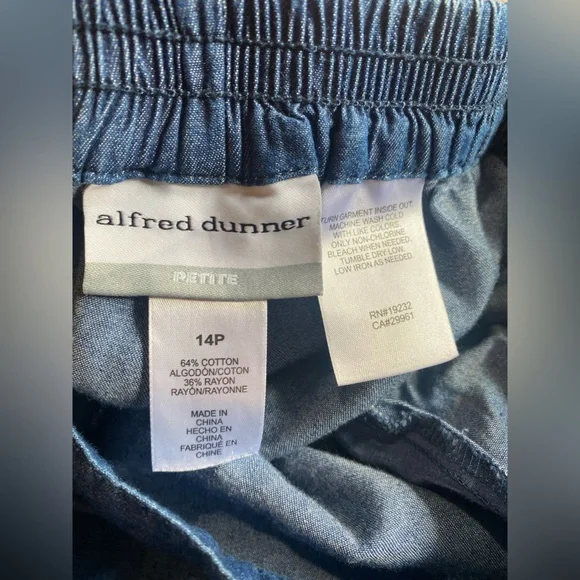 alfred dunner
PETITE
14P
64% COTTON
ALGODÓN/COTON
36% RAYON
RAYÓN/RAYONNE
MADE IN
CHINA
HECHO EN
CHINA
FABRIQUÉ EN
CHINE
TURN GARMENT INSIDE OUT.
MACHINE WASH COLD
WITH LIKE COLORS.
ONLY NON-CHLORINE
BLEACH WHEN NEEDED.
TUMBLE DRY LOW.
LOW IRON AS NEEDED.
RN#19232
CA#29961